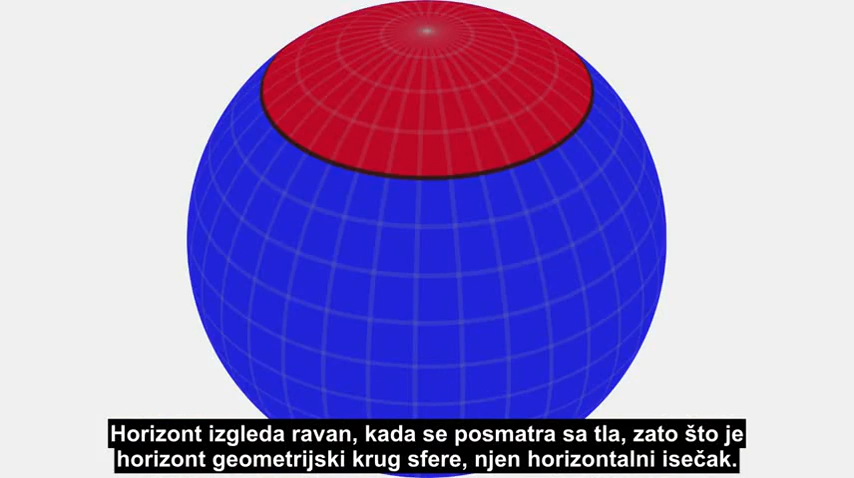 Horizont izgleda ravan, kada se posmatra sa tla, zato što je
horizont geometrijski krug sfere, njen horizontalni isečak.